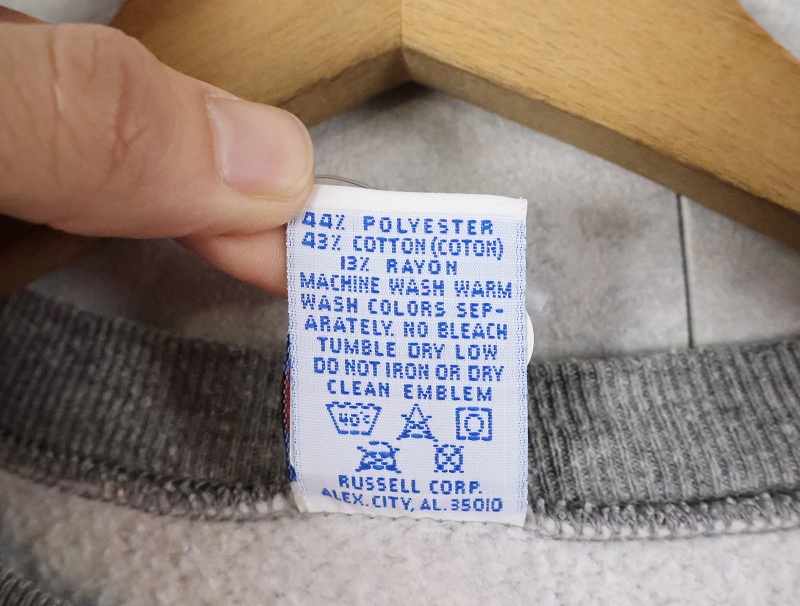 44% POLYESTER
43% COTTON (COTON)
13% RAYON
MACHINE WASH WARM
WASH COLORS SEP-
ARATELY. NO BLEACH
TUMBLE DRY LOW
DO NOT IRON OR DRY
CLEAN EMBLEM
40°
RUSSELL CORP.
ALEX. CITY, AL. 35010